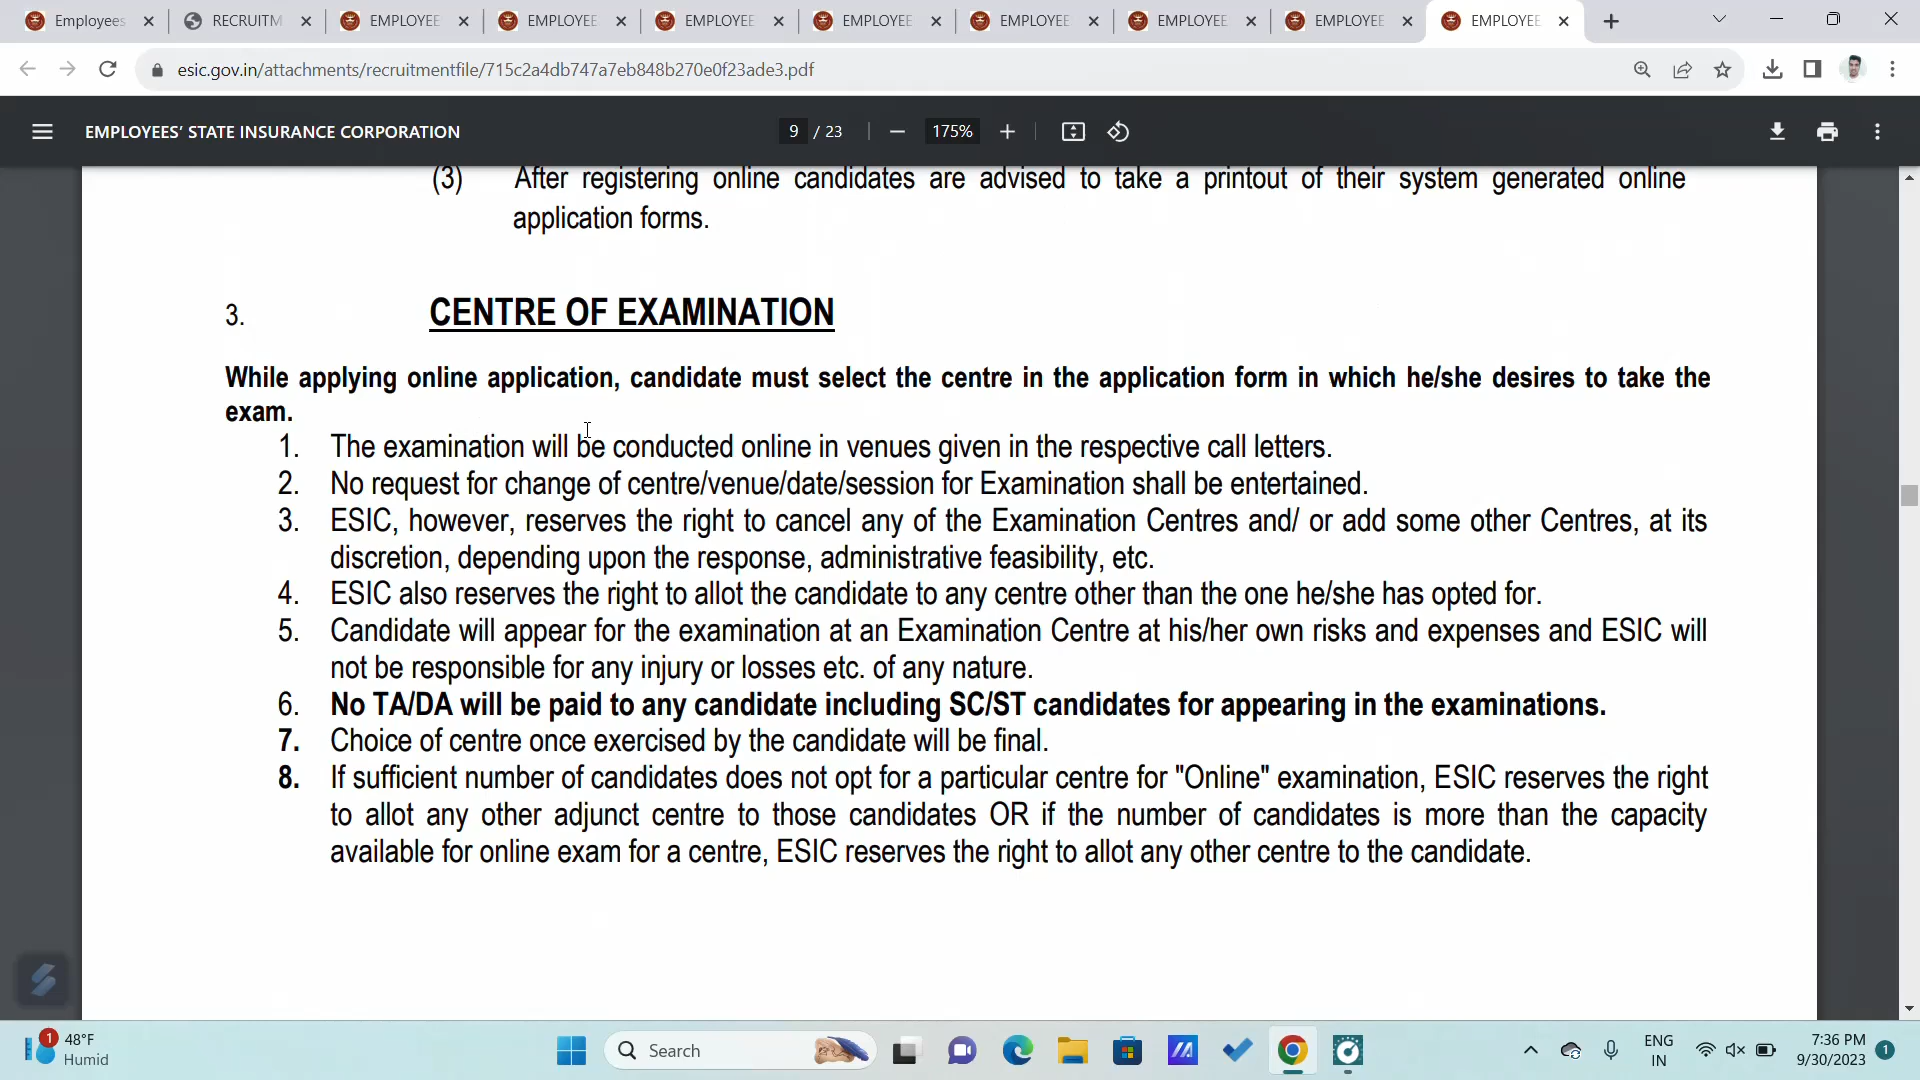 Employees
RECRUITM
EMPLOYEE
EMPLOYEE
EMPLOYEE
EMPLOYEE
EMPLOYEE
EMPLOYEE
EMPLOYEE
EMPLOYEE
esic.gov.in/attachments/recruitmentfile/715c2a4db747a7eb848b270e0f23ade3.pdf
EMPLOYEES' STATE INSURANCE CORPORATION
9 / 23
175%
(3) After registering online candidates are advised to take a printout of their system generated online
application forms.
3. CENTRE OF EXAMINATION
While applying online application, candidate must select the centre in the application form in which he/she desires to take the
exam.
1. The examination will be conducted online in venues given in the respective call letters.
2. No request for change of centre/venue/date/session for Examination shall be entertained.
3. ESIC, however, reserves the right to cancel any of the Examination Centres and/ or add some other Centres, at its
discretion, depending upon the response, administrative feasibility, etc.
4. ESIC also reserves the right to allot the candidate to any centre other than the one he/she has opted for.
5. Candidate will appear for the examination at an Examination Centre at his/her own risks and expenses and ESIC will
not be responsible for any injury or losses etc. of any nature.
6. No TA/DA will be paid to any candidate including SC/ST candidates for appearing in the examinations.
7. Choice of centre once exercised by the candidate will be final.
8. If sufficient number of candidates does not opt for a particular centre for "Online" examination, ESIC reserves the right
to allot any other adjunct centre to those candidates OR if the number of candidates is more than the capacity
available for online exam for a centre, ESIC reserves the right to allot any other centre to the candidate.
1
48°F
Humid
Search
ENG
IN
7:36 PM
9/30/2023
1